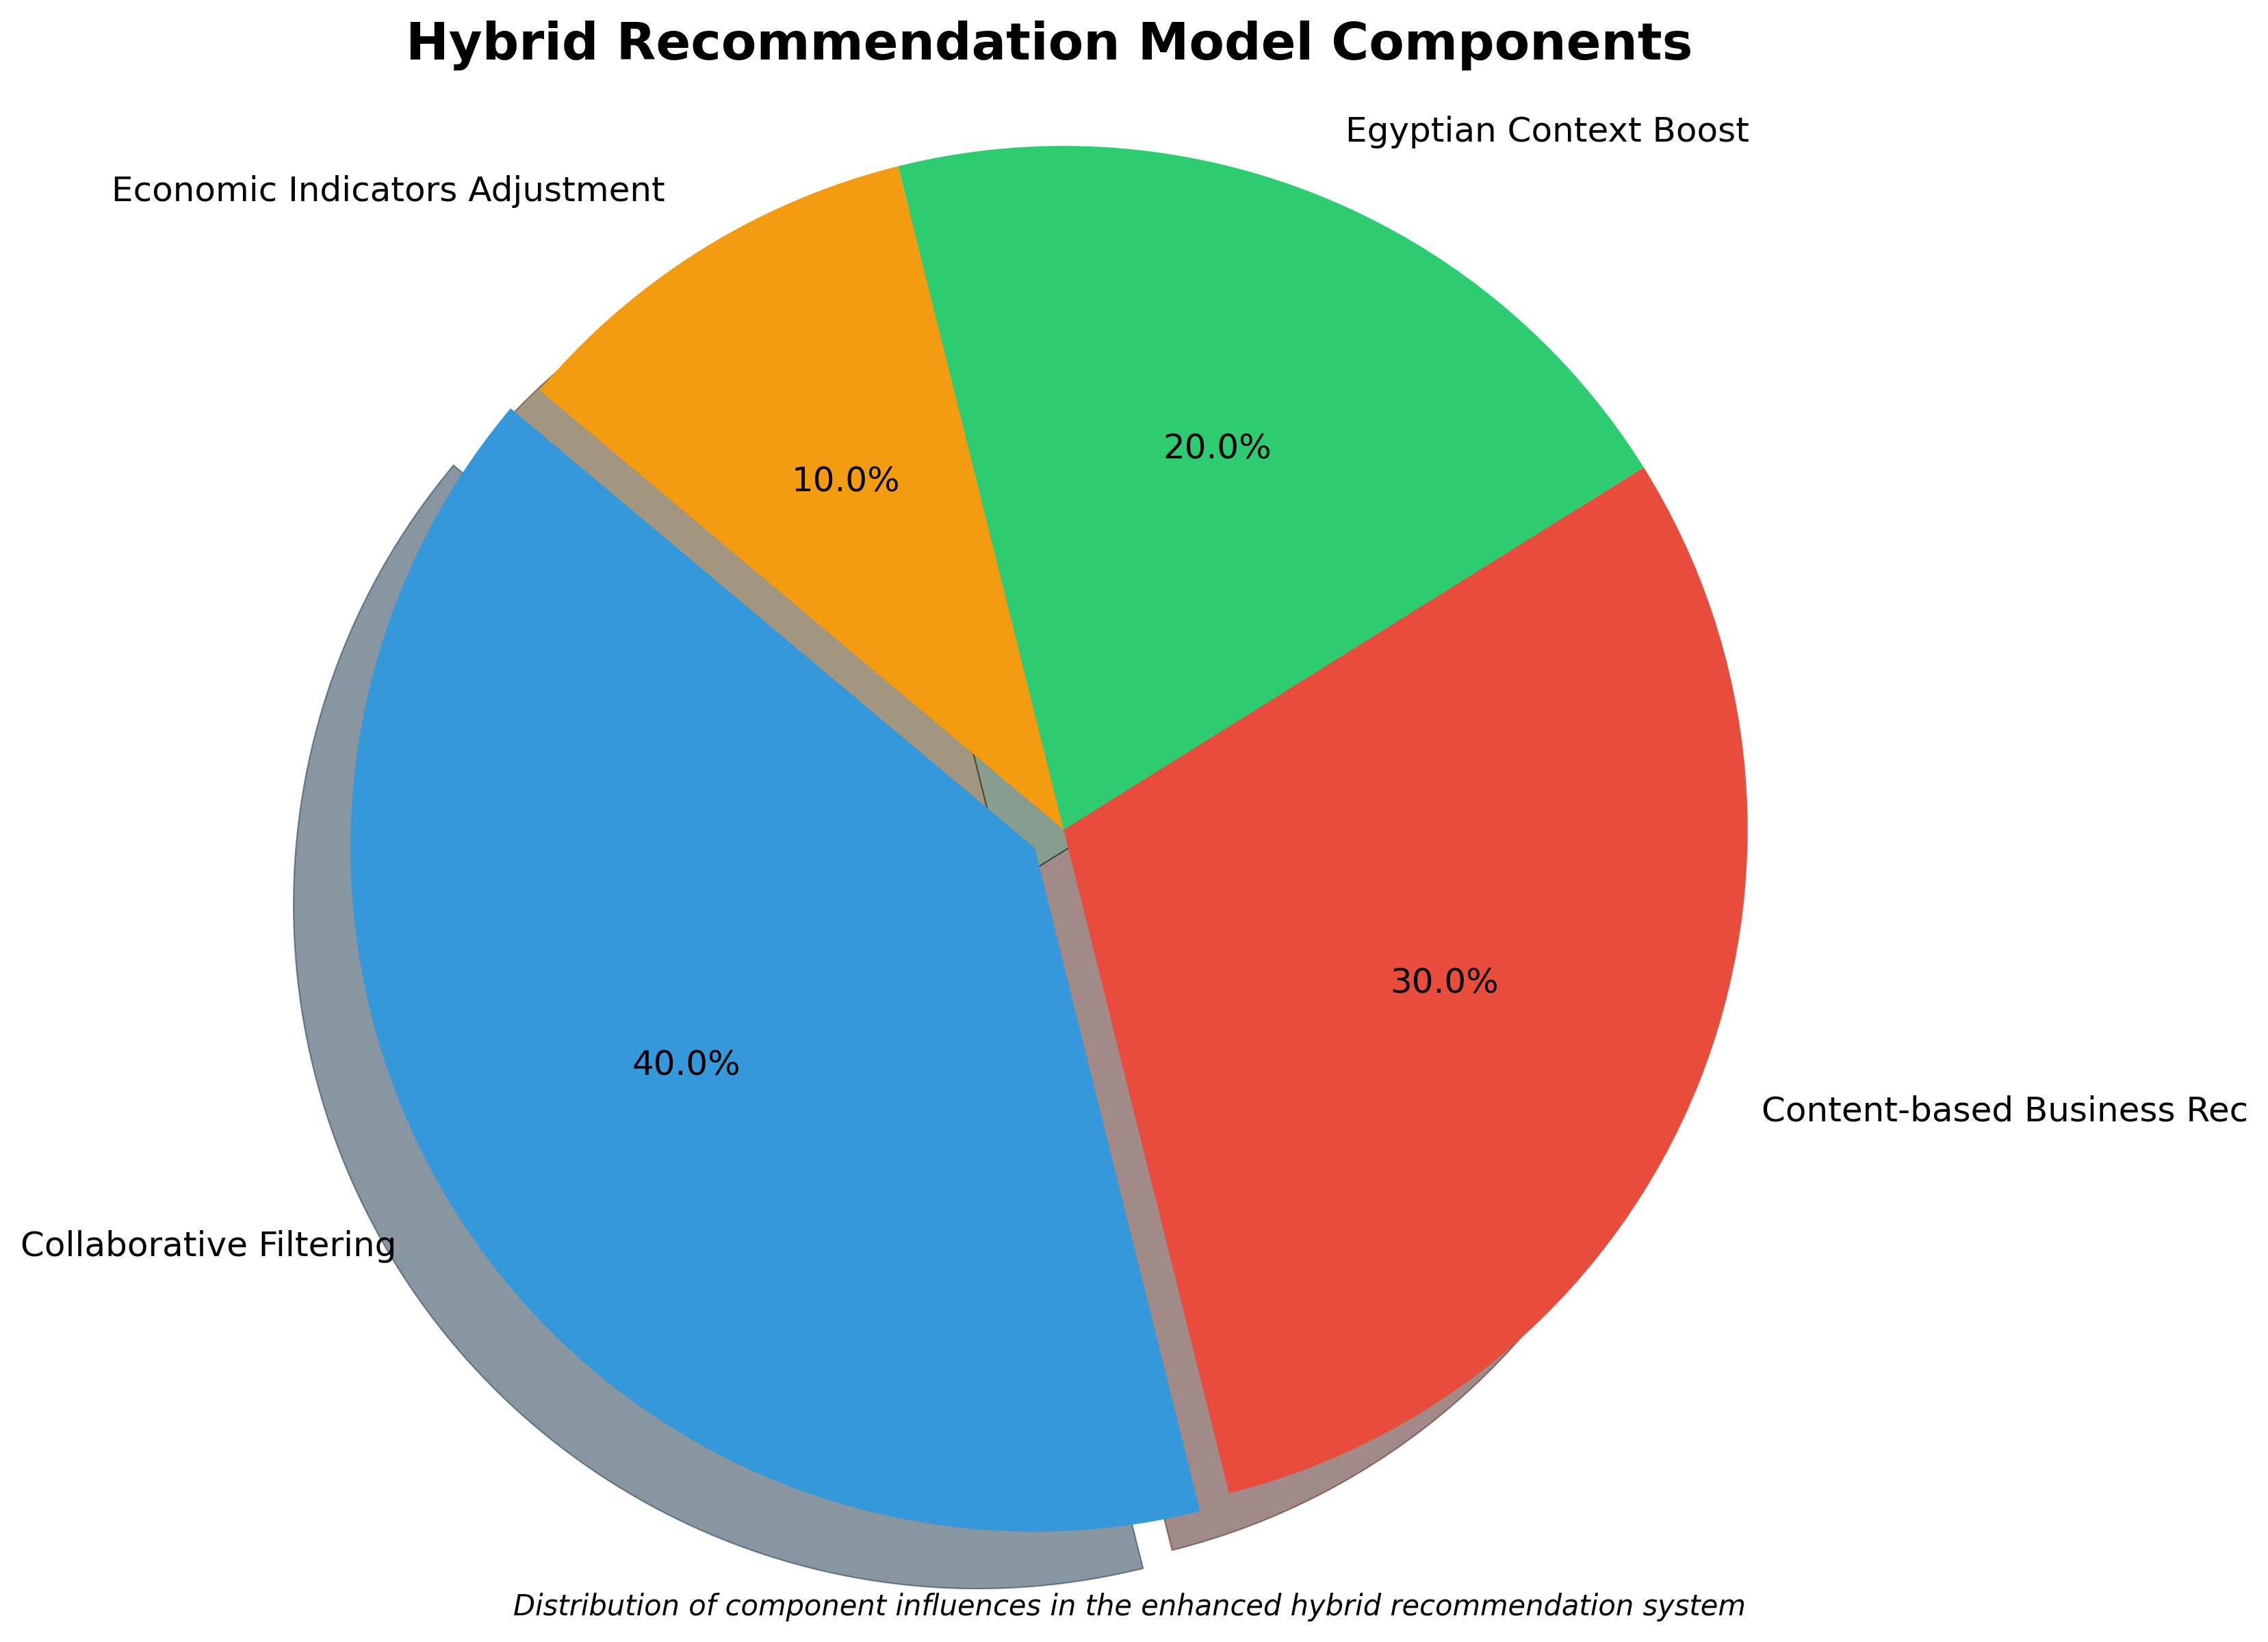 Hybrid Recommendation Model Components
Egyptian Context Boost
Economic Indicators Adjustment
20.0%
10.0%
30.0%
40.0%
Content-based Business Rec
Collaborative Filtering
Distribution of component influences in the enhanced hybrid recommendation system